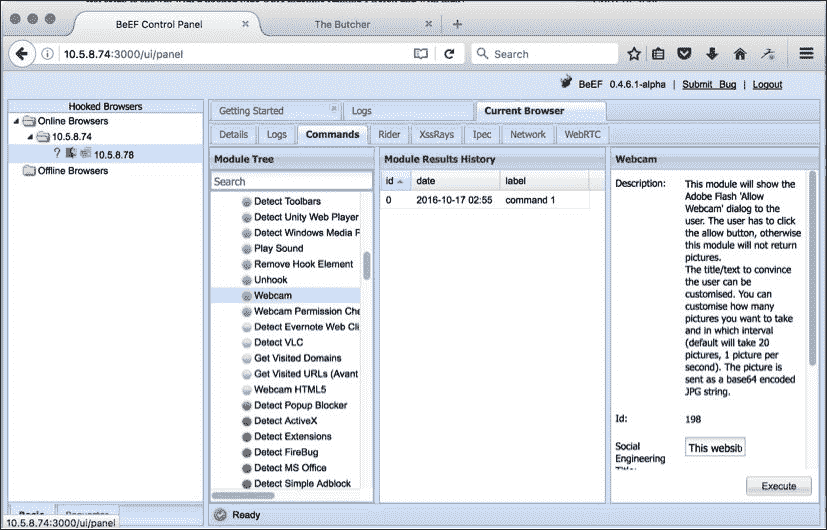 BeEF Control Panel
The Butcher
10.5.8.74:3000/ui/panel
Search
BeEF 0.4.6.1-alpha | Submit Bug | Logout
Hooked Browsers
Online Browsers
10.5.8.74
? 10.5.8.78
Offline Browsers
Getting Started
Logs
Current Browser
Details
Logs
Commands
Rider
XssRays
Ipec
Network
WebRTC
Module Tree
Search
Detect Toolbars
Detect Unity Web Player
Detect Windows Media P
Play Sound
Remove Hook Element
Unhook
Webcam
Webcam Permission Che
Detect Evernote Web Cli
Detect VLC
Get Visited Domains
Get Visited URLs (Avant
Webcam HTML5
Detect Popup Blocker
Detect ActiveX
Detect Extensions
Detect FireBug
Detect MS Office
Detect Simple Adblock
Module Results History
id date label
0 2016-10-17 02:55 command 1
Webcam
Description:
This module will show the
Adobe Flash 'Allow
Webcam' dialog to the
user. The user has to click
the allow button, otherwise
this module will not return
pictures.
The title/text to convince
the user can be
customised. You can
customise how many
pictures you want to take
and in which interval
(default will take 20
pictures, 1 picture per
second). The picture is
sent as a base64 encoded
JPG string.
Id: 198
Social
Engineering
This websit
Execute
Basic
Requester
Ready
10.5.8.74:3000/ui/panel